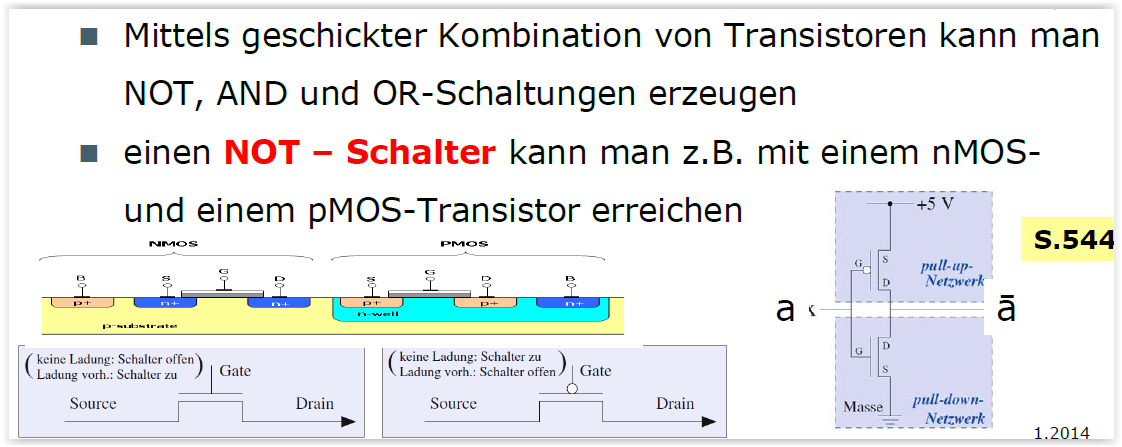 Mittels geschickter Kombination von Transistoren kann man
NOT, AND und OR-Schaltungen erzeugen
einen NOT – Schalter kann man z.B. mit einem nMOS-
und einem pMOS-Transistor erreichen
NMOS
PMOS
B S G D S G D B
p+ n+ n+ p+ p+ n+
n-well
p-substrate
(keine Ladung: Schalter offen
Ladung vorh.: Schalter zu)
Gate
Source Drain
(keine Ladung: Schalter zu
Ladung vorh.: Schalter offen)
Gate
Source Drain
+5 V
G S
D
pull-up-
Netzwerk
a x ā
D
G
S
pull-down-
Netzwerk
Masse
S.544
1.2014